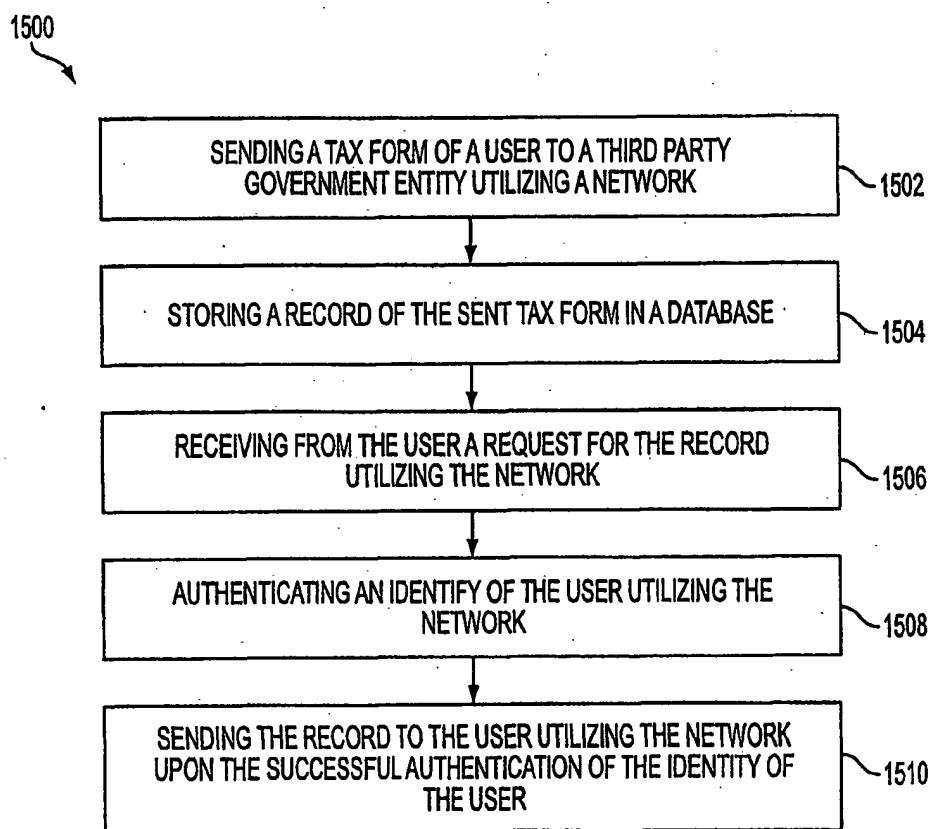 1500
SENDING A TAX FORM OF A USER TO A THIRD PARTY
GOVERNMENT ENTITY UTILIZING A NETWORK
1502
STORING A RECORD OF THE SENT TAX FORM IN A DATABASE
1504
RECEIVING FROM THE USER A REQUEST FOR THE RECORD
UTILIZING THE NETWORK
1506
AUTHENTICATING AN IDENTIFY OF THE USER UTILIZING THE
NETWORK
1508
SENDING THE RECORD TO THE USER UTILIZING THE NETWORK
UPON THE SUCCESSFUL AUTHENTICATION OF THE IDENTITY OF
THE USER
1510